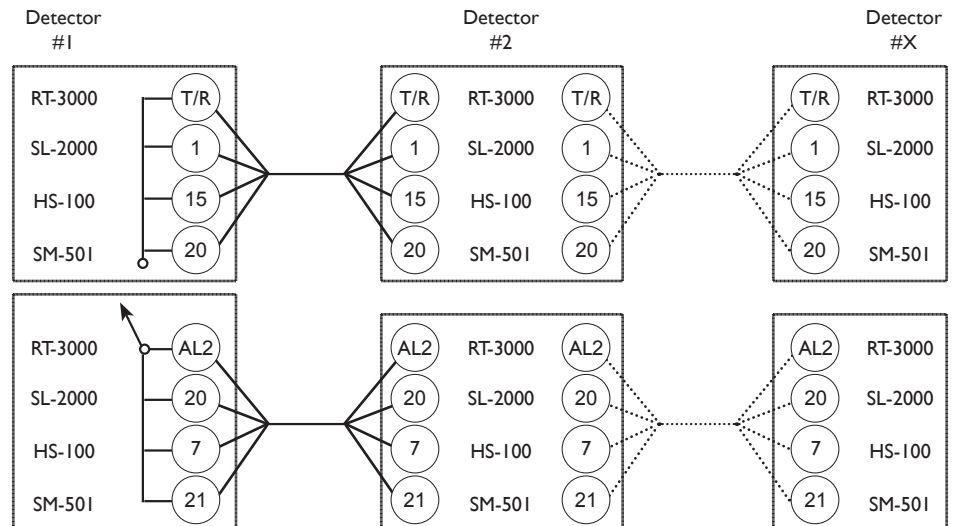 Detector #1
Detector #2
Detector #X
RT-3000 T/R T/R RT-3000 T/R T/R RT-3000
SL-2000 1 1 SL-2000 1 1 SL-2000
HS-100 15 15 HS-100 15 15 HS-100
SM-501 20 20 SM-501 20 20 SM-501
RT-3000 AL2 AL2 RT-3000 AL2 AL2 RT-3000
SL-2000 20 20 SL-2000 20 20 SL-2000
HS-100 7 7 HS-100 7 7 HS-100
SM-501 21 21 SM-501 21 21 SM-501